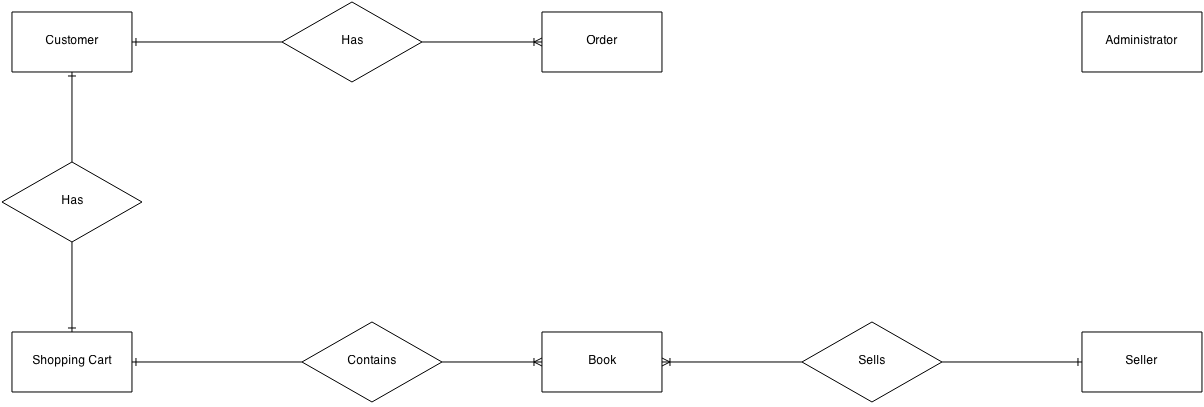 Customer
Has
Order
Administrator
Has
Shopping Cart
Contains
Book
Sells
Seller